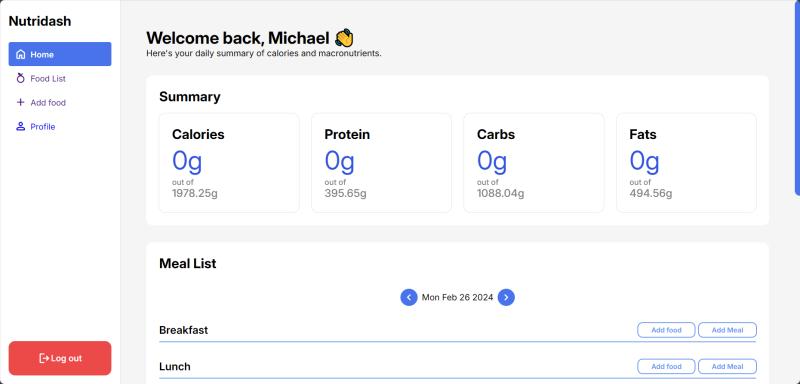 Nutridash
Home
Food List
Add food
Profile
Log out
Welcome back, Michael 👋
Here's your daily summary of calories and macronutrients.
Summary
Calories
0g
out of
1978.25g
Protein
0g
out of
395.65g
Carbs
0g
out of
1088.04g
Fats
0g
out of
494.56g
Meal List
Mon Feb 26 2024
Breakfast
Add food Add Meal
Lunch
Add food Add Meal